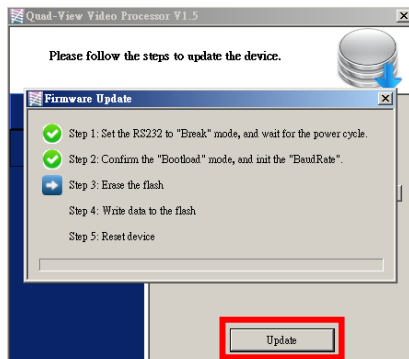 Quad-View Video Processor V1.5
Please follow the steps to update the device.
Firmware Update
Step 1: Set the RS232 to "Break" mode, and wait for the power cycle.
Step 2: Confirm the "Bootload" mode, and init the "BaudRate".
Step 3: Erase the flash
Step 4: Write data to the flash
Step 5: Reset device
Update